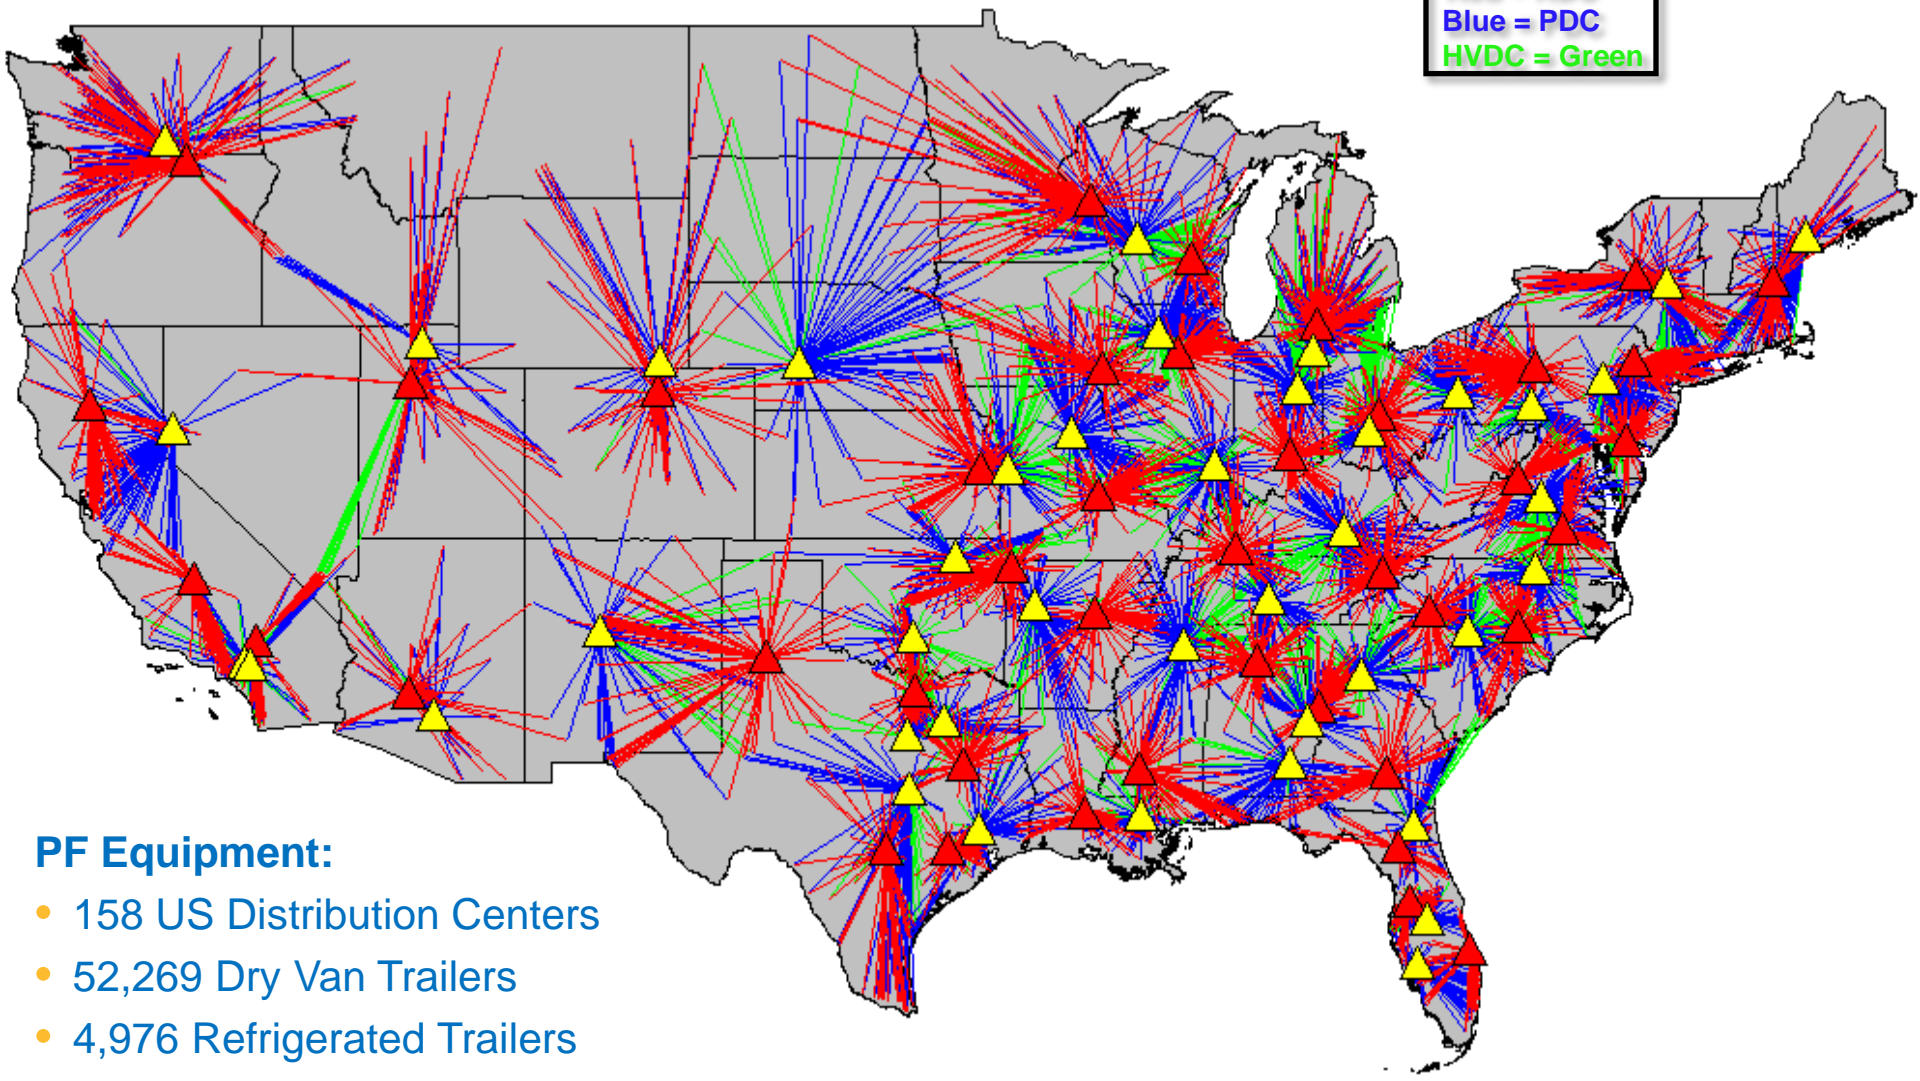 Blue = PDC
HVDC = Green
PF Equipment:
• 158 US Distribution Centers
• 52,269 Dry Van Trailers
• 4,976 Refrigerated Trailers